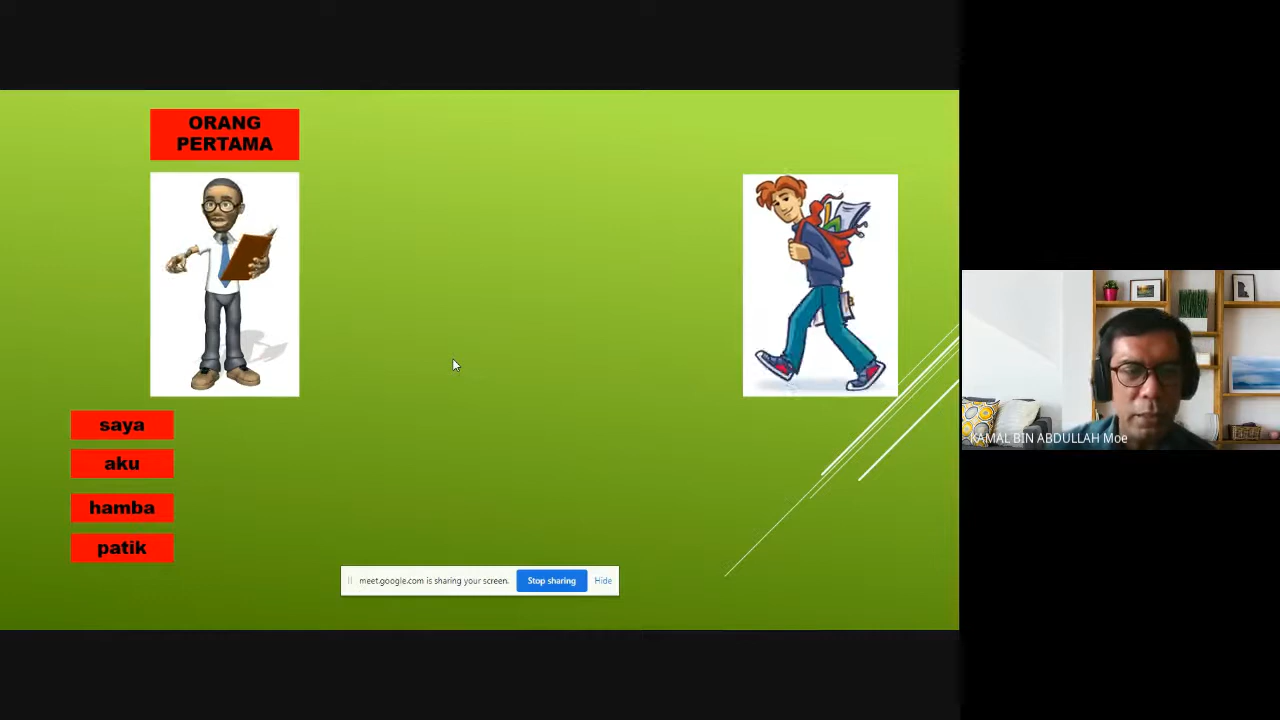 ORANG
PERTAMA
saya
aku
hamba
patik
meet.google.com is sharing your screen.
Stop sharing
Hide
KAMAL BIN ABDULLAH Moe